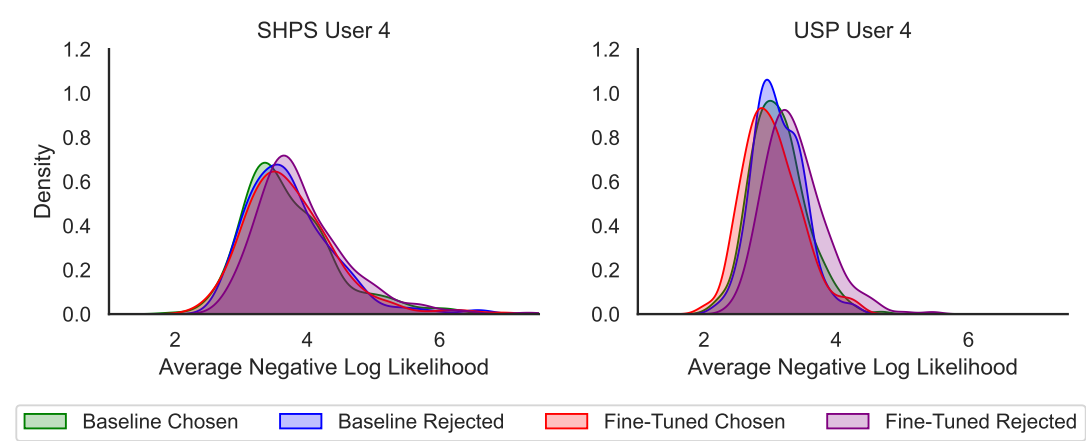 SHPS User 4
USP User 4
1.2
1.0
0.8
0.6
0.4
0.2
0.0
Density
2 4 6
Average Negative Log Likelihood
1.2
1.0
0.8
0.6
0.4
0.2
0.0
2 4 6
Average Negative Log Likelihood
Baseline Chosen Baseline Rejected Fine-Tuned Chosen Fine-Tuned Rejected